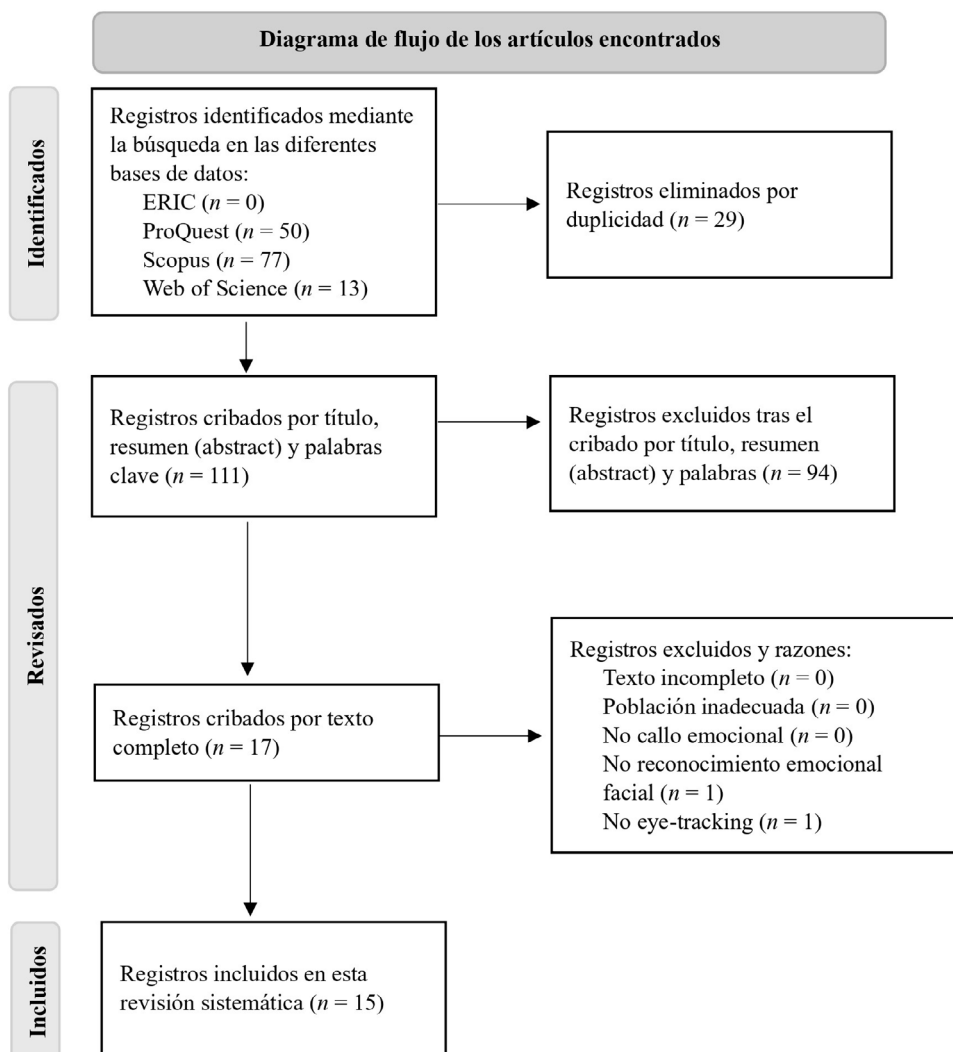 Diagrama de flujo de los artículos encontrados
Identificados
Registros identificados mediante
la búsqueda en las diferentes
bases de datos:
ERIC (n = 0)
ProQuest (n = 50)
Scopus (n = 77)
Web of Science (n = 13)
Registros eliminados por
duplicidad (n = 29)
Revisados
Registros cribados por título,
resumen (abstract) y palabras
clave (n = 111)
Registros excluidos tras el
cribado por título, resumen
(abstract) y palabras (n = 94)
Registros cribados por texto
completo (n = 17)
Registros excluidos y razones:
Texto incompleto (n = 0)
Población inadecuada (n = 0)
No callo emocional (n = 0)
No reconocimiento emocional
facial (n = 1)
No eye-tracking (n = 1)
Incluidos
Registros incluidos en esta
revisión sistemática (n = 15)